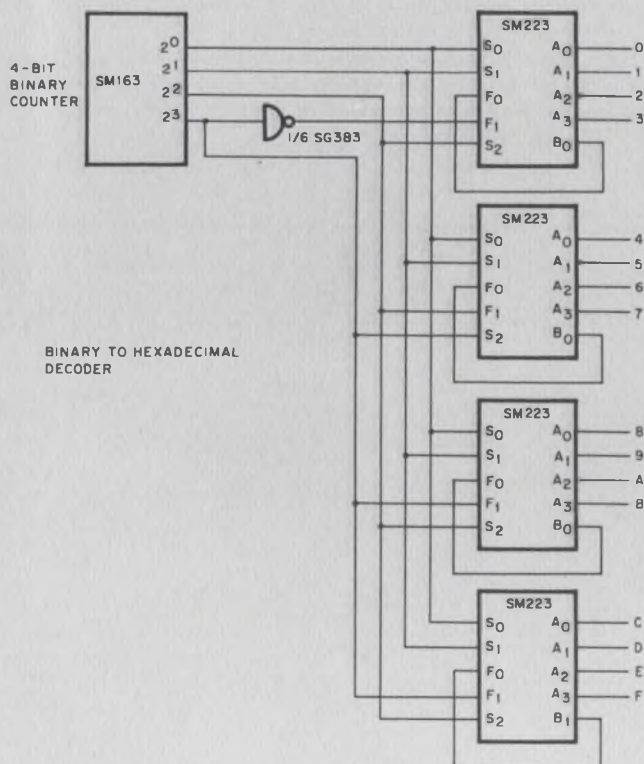 4-BIT
BINARY
COUNTER
SM163
2⁰
2¹
2²
2³
1/6 SG383
BINARY TO HEXADECIMAL
DECODER
SM223
S₀ A₀ 0
S₁ A₁ 1
F₀ A₂ 2
F₁ A₃ 3
S₂ B₀
SM223
S₀ A₀ 4
S₁ A₁ 5
F₀ A₂ 6
F₁ A₃ 7
S₂ B₀
SM223
S₀ A₀ 8
S₁ A₁ 9
F₀ A₂ A
F₁ A₃ B
S₂ B₀
SM223
S₀ A₀ C
S₁ A₁ D
F₀ A₂ E
F₁ A₃ F
S₂ B₁